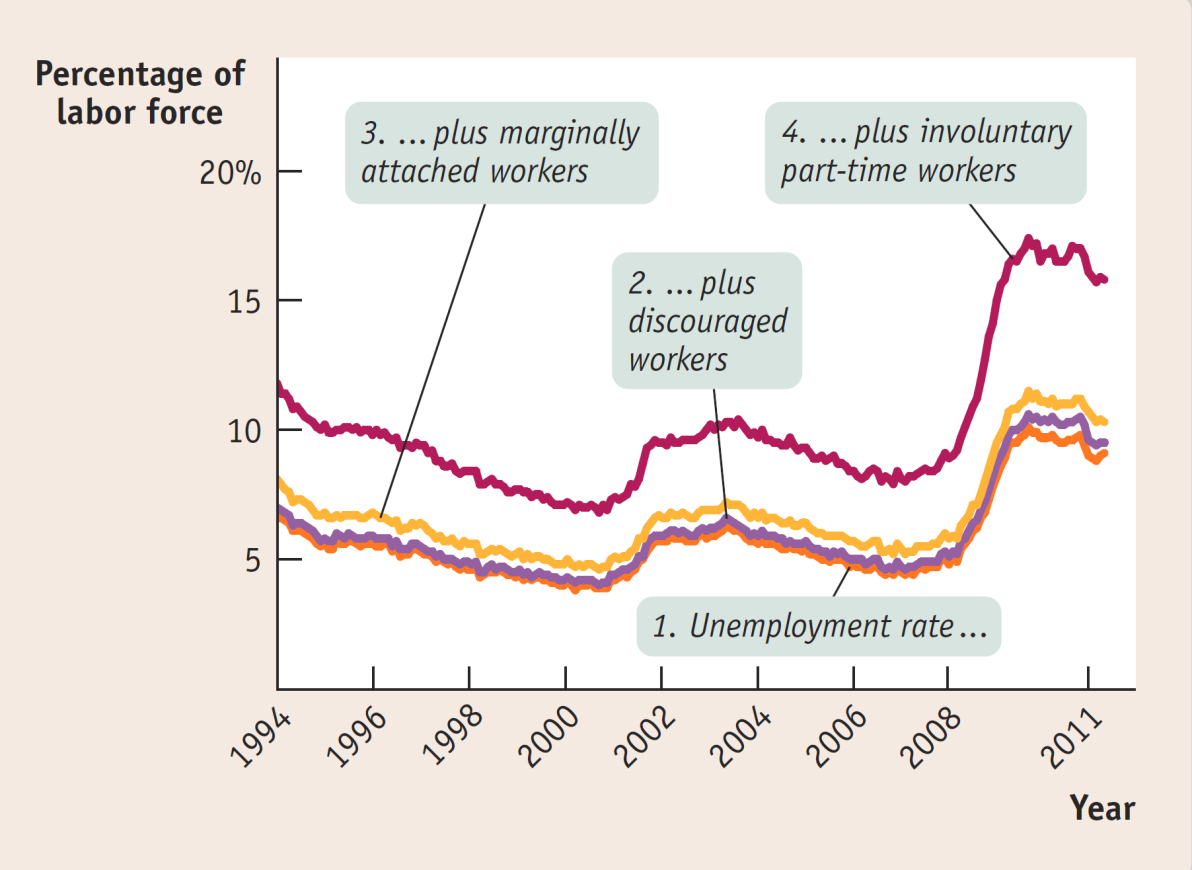 Percentage of
labor force
20%
15
10
5
3. ... plus marginally
attached workers
4. ... plus involuntary
part-time workers
2. ... plus
discouraged
workers
1. Unemployment rate ...
1994
1996
1998
2000
2002
2004
2006
2008
2011
Year